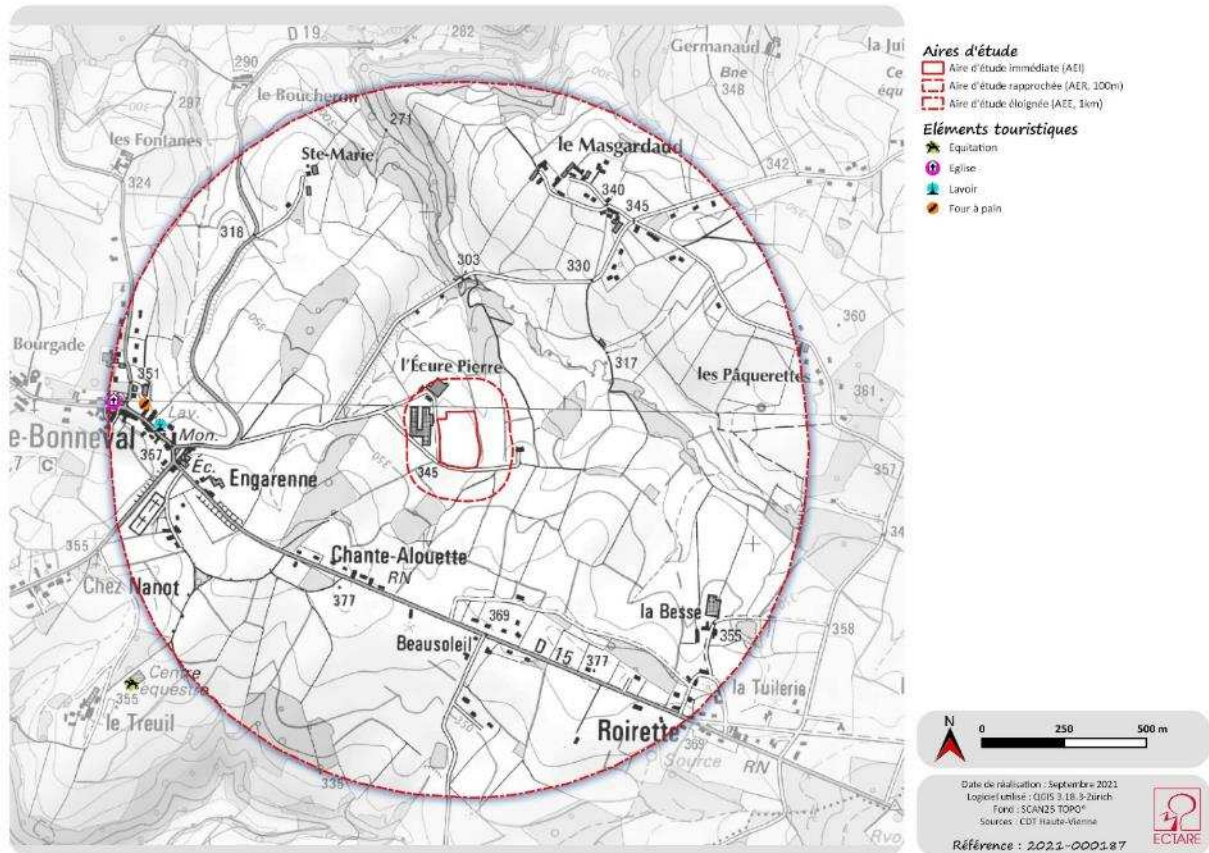 D 19
282
Germanaud
la Jui
290
Bne
348
Ce
équ
le Boucheron
300
297
271
les Fontanes
Ste-Marie
le Masgardaud
324
342
340
345
318
303
330
350
360
Bourgade
351
l'Écure Pierre
317
les Pâquerettes
361
Lav.
e-Bonneval
Mon.
357
Éc.
,7 C
345
350
357
Engarenne
355
Chante-Alouette
RN
Chez Nanot
377
la Besse
369
358
Beausoleil
D 15
377
355
Centre
equestre
355
le Treuil
la Tuilerie
Roirette
369
Source
RN
335
Rvo
Aires d'étude
Aire d'étude immédiate (AEI)
Aire d'étude rapprochée (AER, 100m)
Aire d'étude éloignée (AEE, 1km)
Eléments touristiques
Equitation
Eglise
Lavoir
Four à pain
N
0 250 500 m
Date de réalisation : Septembre 2021
Logiciel utilisé : QGIS 3.18.3-Zürich
Fond : SCAN25 TOPO®
Sources : CDT Haute-Vienne
Référence : 2021-000187
ECTARE